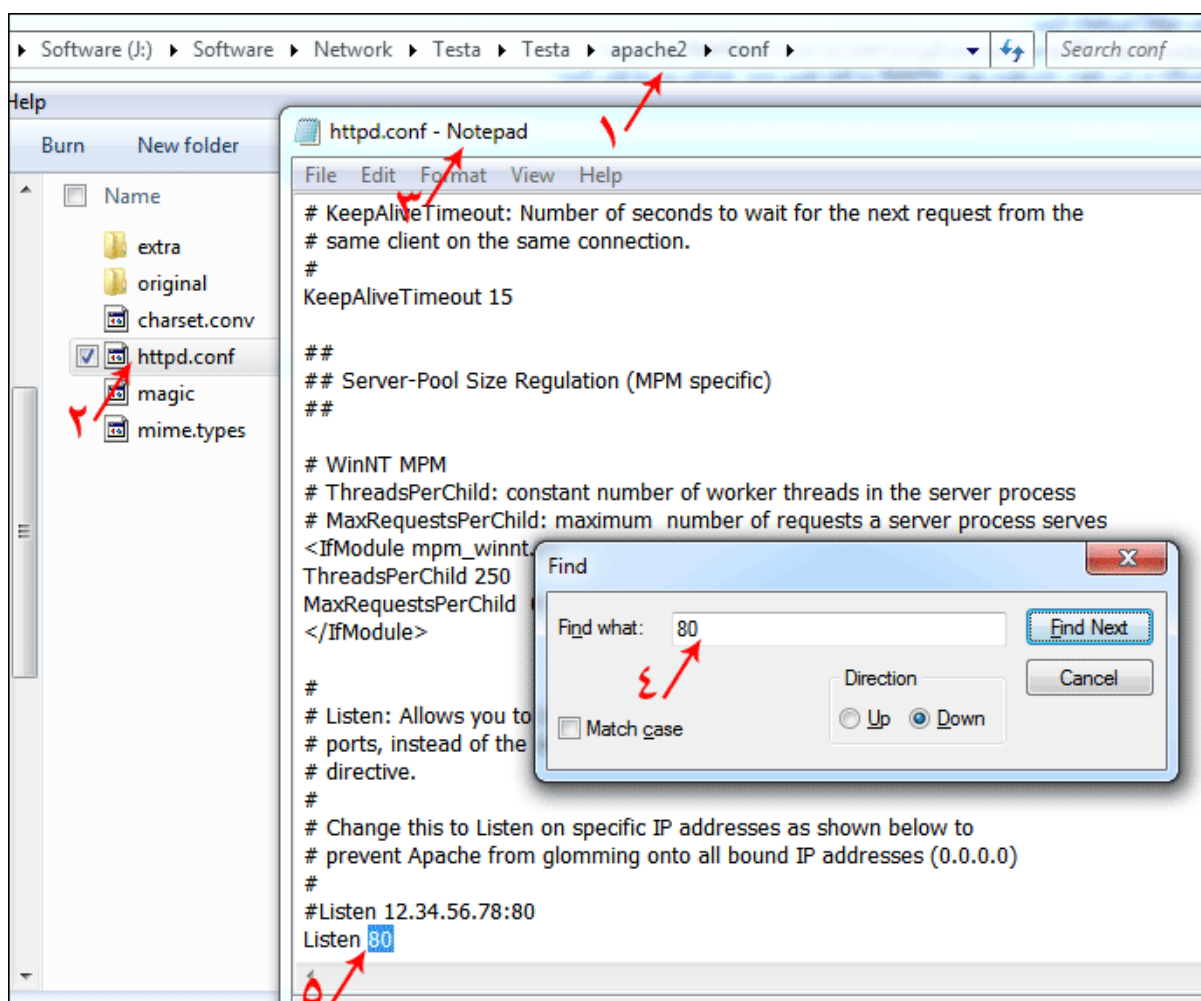 Software (J:) ▸ Software ▸ Network ▸ Testa ▸ Testa ▸ apache2 ▸ conf ▸
Search conf
Help
Burn New folder
Name
extra
original
charset.conv
httpd.conf
magic
mime.types
١
٢
٣
httpd.conf - Notepad
File Edit Format View Help
# KeepAliveTimeout: Number of seconds to wait for the next request from the
# same client on the same connection.
#
KeepAliveTimeout 15
##
## Server-Pool Size Regulation (MPM specific)
##
# WinNT MPM
# ThreadsPerChild: constant number of worker threads in the server process
# MaxRequestsPerChild: maximum  number of requests a server process serves
<IfModule mpm_winnt.
ThreadsPerChild 250
MaxRequestsPerChild
</IfModule>
#
# Listen: Allows you to
# ports, instead of the
# directive.
#
# Change this to Listen on specific IP addresses as shown below to
# prevent Apache from glomming onto all bound IP addresses (0.0.0.0)
#
#Listen 12.34.56.78:80
Listen 80
٥
Find
Find what: 80
Find Next
٤
Direction
Cancel
Match case
Up Down